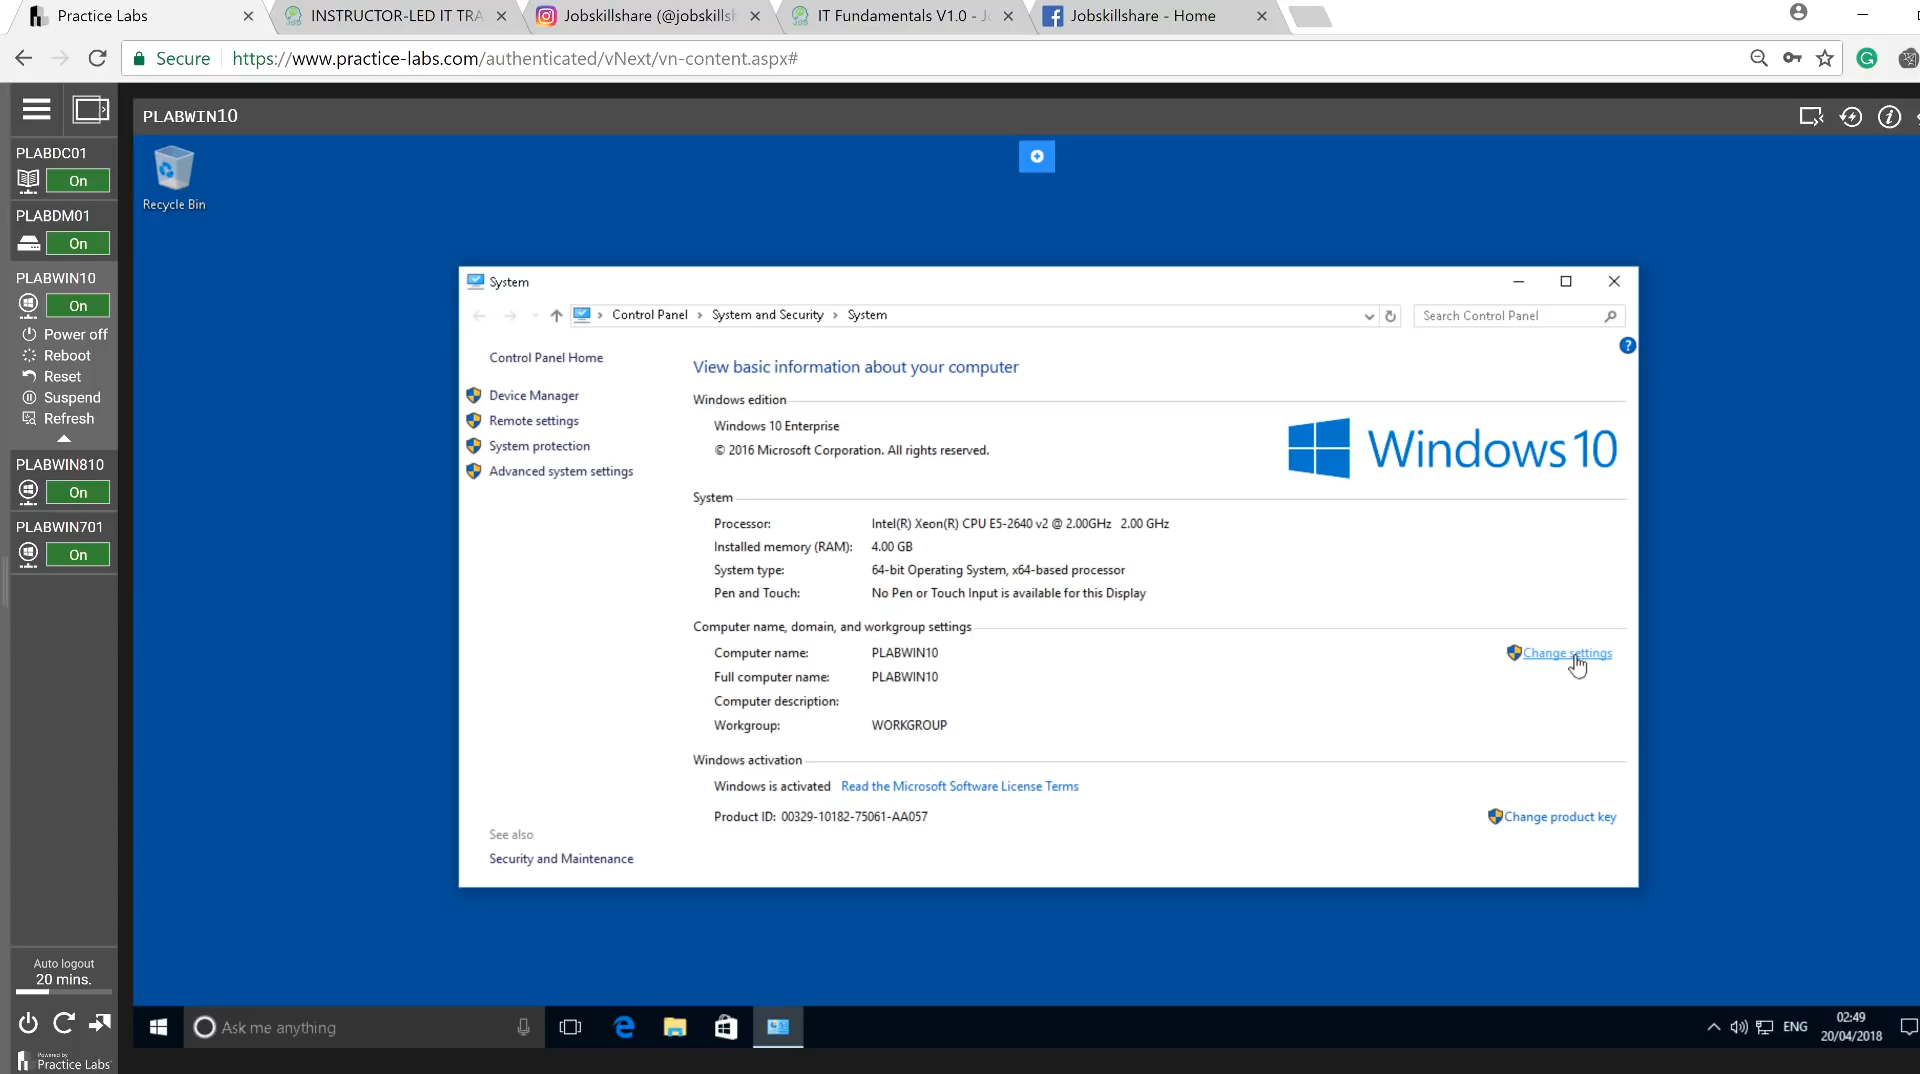 Practice Labs
INSTRUCTOR-LED IT TRA
Jobskillshare (@jobskillsh
IT Fundamentals V1.0 - J
Jobskillshare - Home
Secure
https://www.practice-labs.com/authenticated/vNext/vn-content.aspx#
PLABWIN10
PLABDC01
On
PLABDM01
On
PLABWIN10
On
Power off
Reboot
Reset
Suspend
Refresh
PLABWIN810
On
PLABWIN701
On
Auto logout
20 mins.
Powered by
Practice Labs
Recycle Bin
System
Control Panel > System and Security > System
Search Control Panel
Control Panel Home
Device Manager
Remote settings
System protection
Advanced system settings
See also
Security and Maintenance
View basic information about your computer
Windows edition
Windows 10 Enterprise
© 2016 Microsoft Corporation. All rights reserved.
Windows 10
System
Processor: Intel(R) Xeon(R) CPU E5-2640 v2 @ 2.00GHz 2.00 GHz
Installed memory (RAM): 4.00 GB
System type: 64-bit Operating System, x64-based processor
Pen and Touch: No Pen or Touch Input is available for this Display
Computer name, domain, and workgroup settings
Computer name: PLABWIN10
Change settings
Full computer name: PLABWIN10
Computer description:
Workgroup: WORKGROUP
Windows activation
Windows is activated Read the Microsoft Software License Terms
Product ID: 00329-10182-75061-AA057
Change product key
Ask me anything
ENG
02:49
20/04/2018